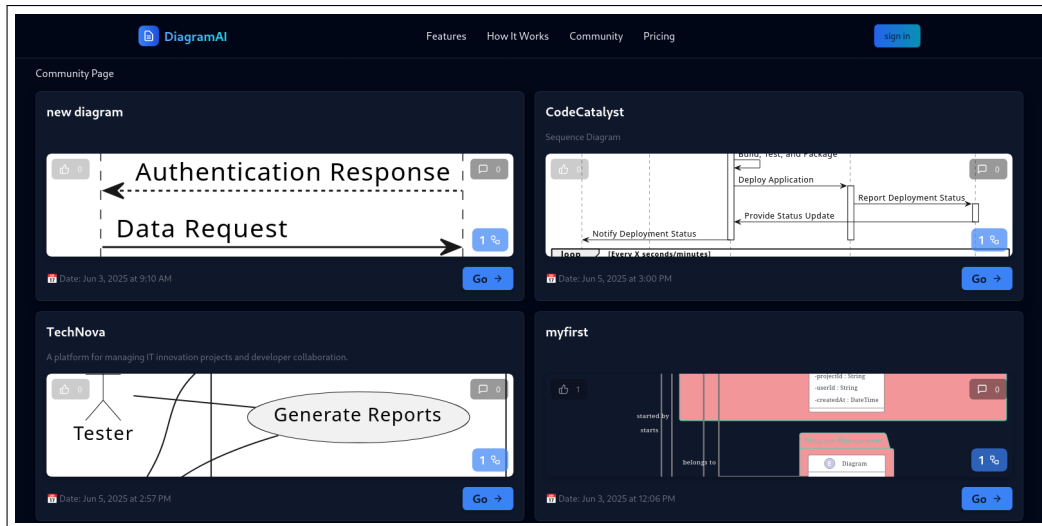 DiagramAI
Features How It Works Community Pricing
sign in
Community Page
new diagram
0
0
Authentication Response
Data Request
1
Date: Jun 3, 2025 at 9:10 AM
Go →
CodeCatalyst
Sequence Diagram
0
0
Build, Test, and Package
Deploy Application
Report Deployment Status
Provide Status Update
Notify Deployment Status
1
loop [Every X seconds/minutes]
Date: Jun 5, 2025 at 3:00 PM
Go →
TechNova
A platform for managing IT innovation projects and developer collaboration.
0
0
Generate Reports
Tester
1
Date: Jun 5, 2025 at 2:57 PM
Go →
myfirst
1
0
-projectId : String
-userId : String
-createdAt : DateTime
started by
starts
belongs to
E Diagram
1
Date: Jun 3, 2025 at 12:06 PM
Go →